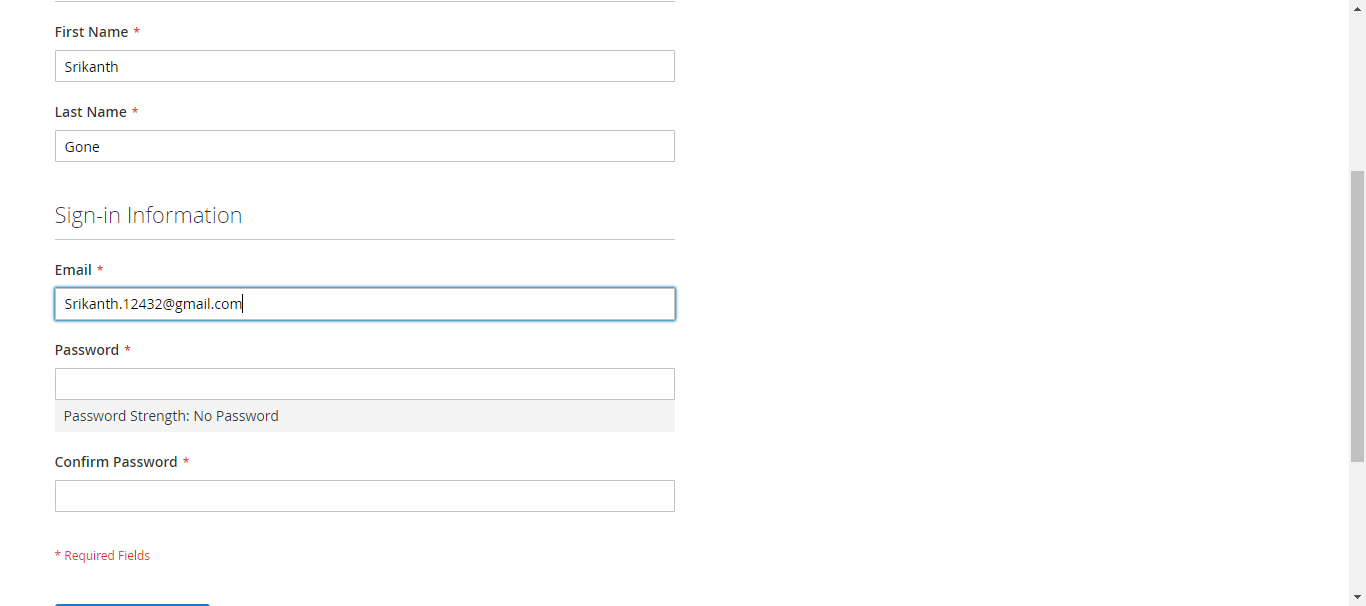 First Name *
Srikanth
Last Name *
Gone
Sign-in Information
Email *
Srikanth.12432@gmail.com
Password *
Password Strength: No Password
Confirm Password *
* Required Fields